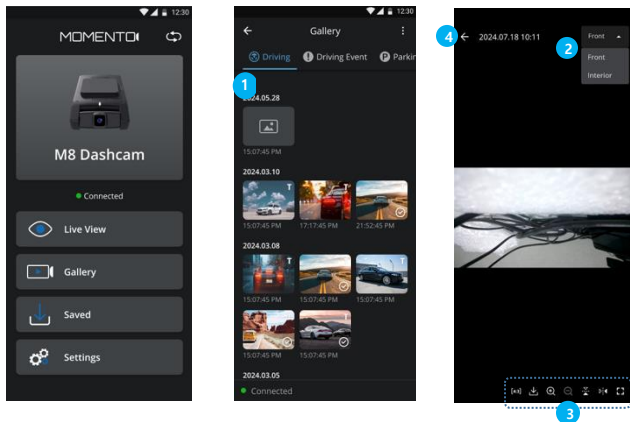 12:30
MOMENTO
M8 Dashcam
Connected
Live View
Gallery
Saved
Settings
12:30
Gallery
Driving
Driving Event
P Parkin
1
2024.05.28
15:07:45 PM
2024.03.10
T
15:07:45 PM 17:17:45 PM 21:52:45 PM
2024.03.08
T
15:07:45 PM 15:07:45 PM 15:07:45 PM
15:07:45 PM 15:07:45 PM
2024.03.05
Connected
4
2024.07.18 10:11
2
Front
Front
Interior
3